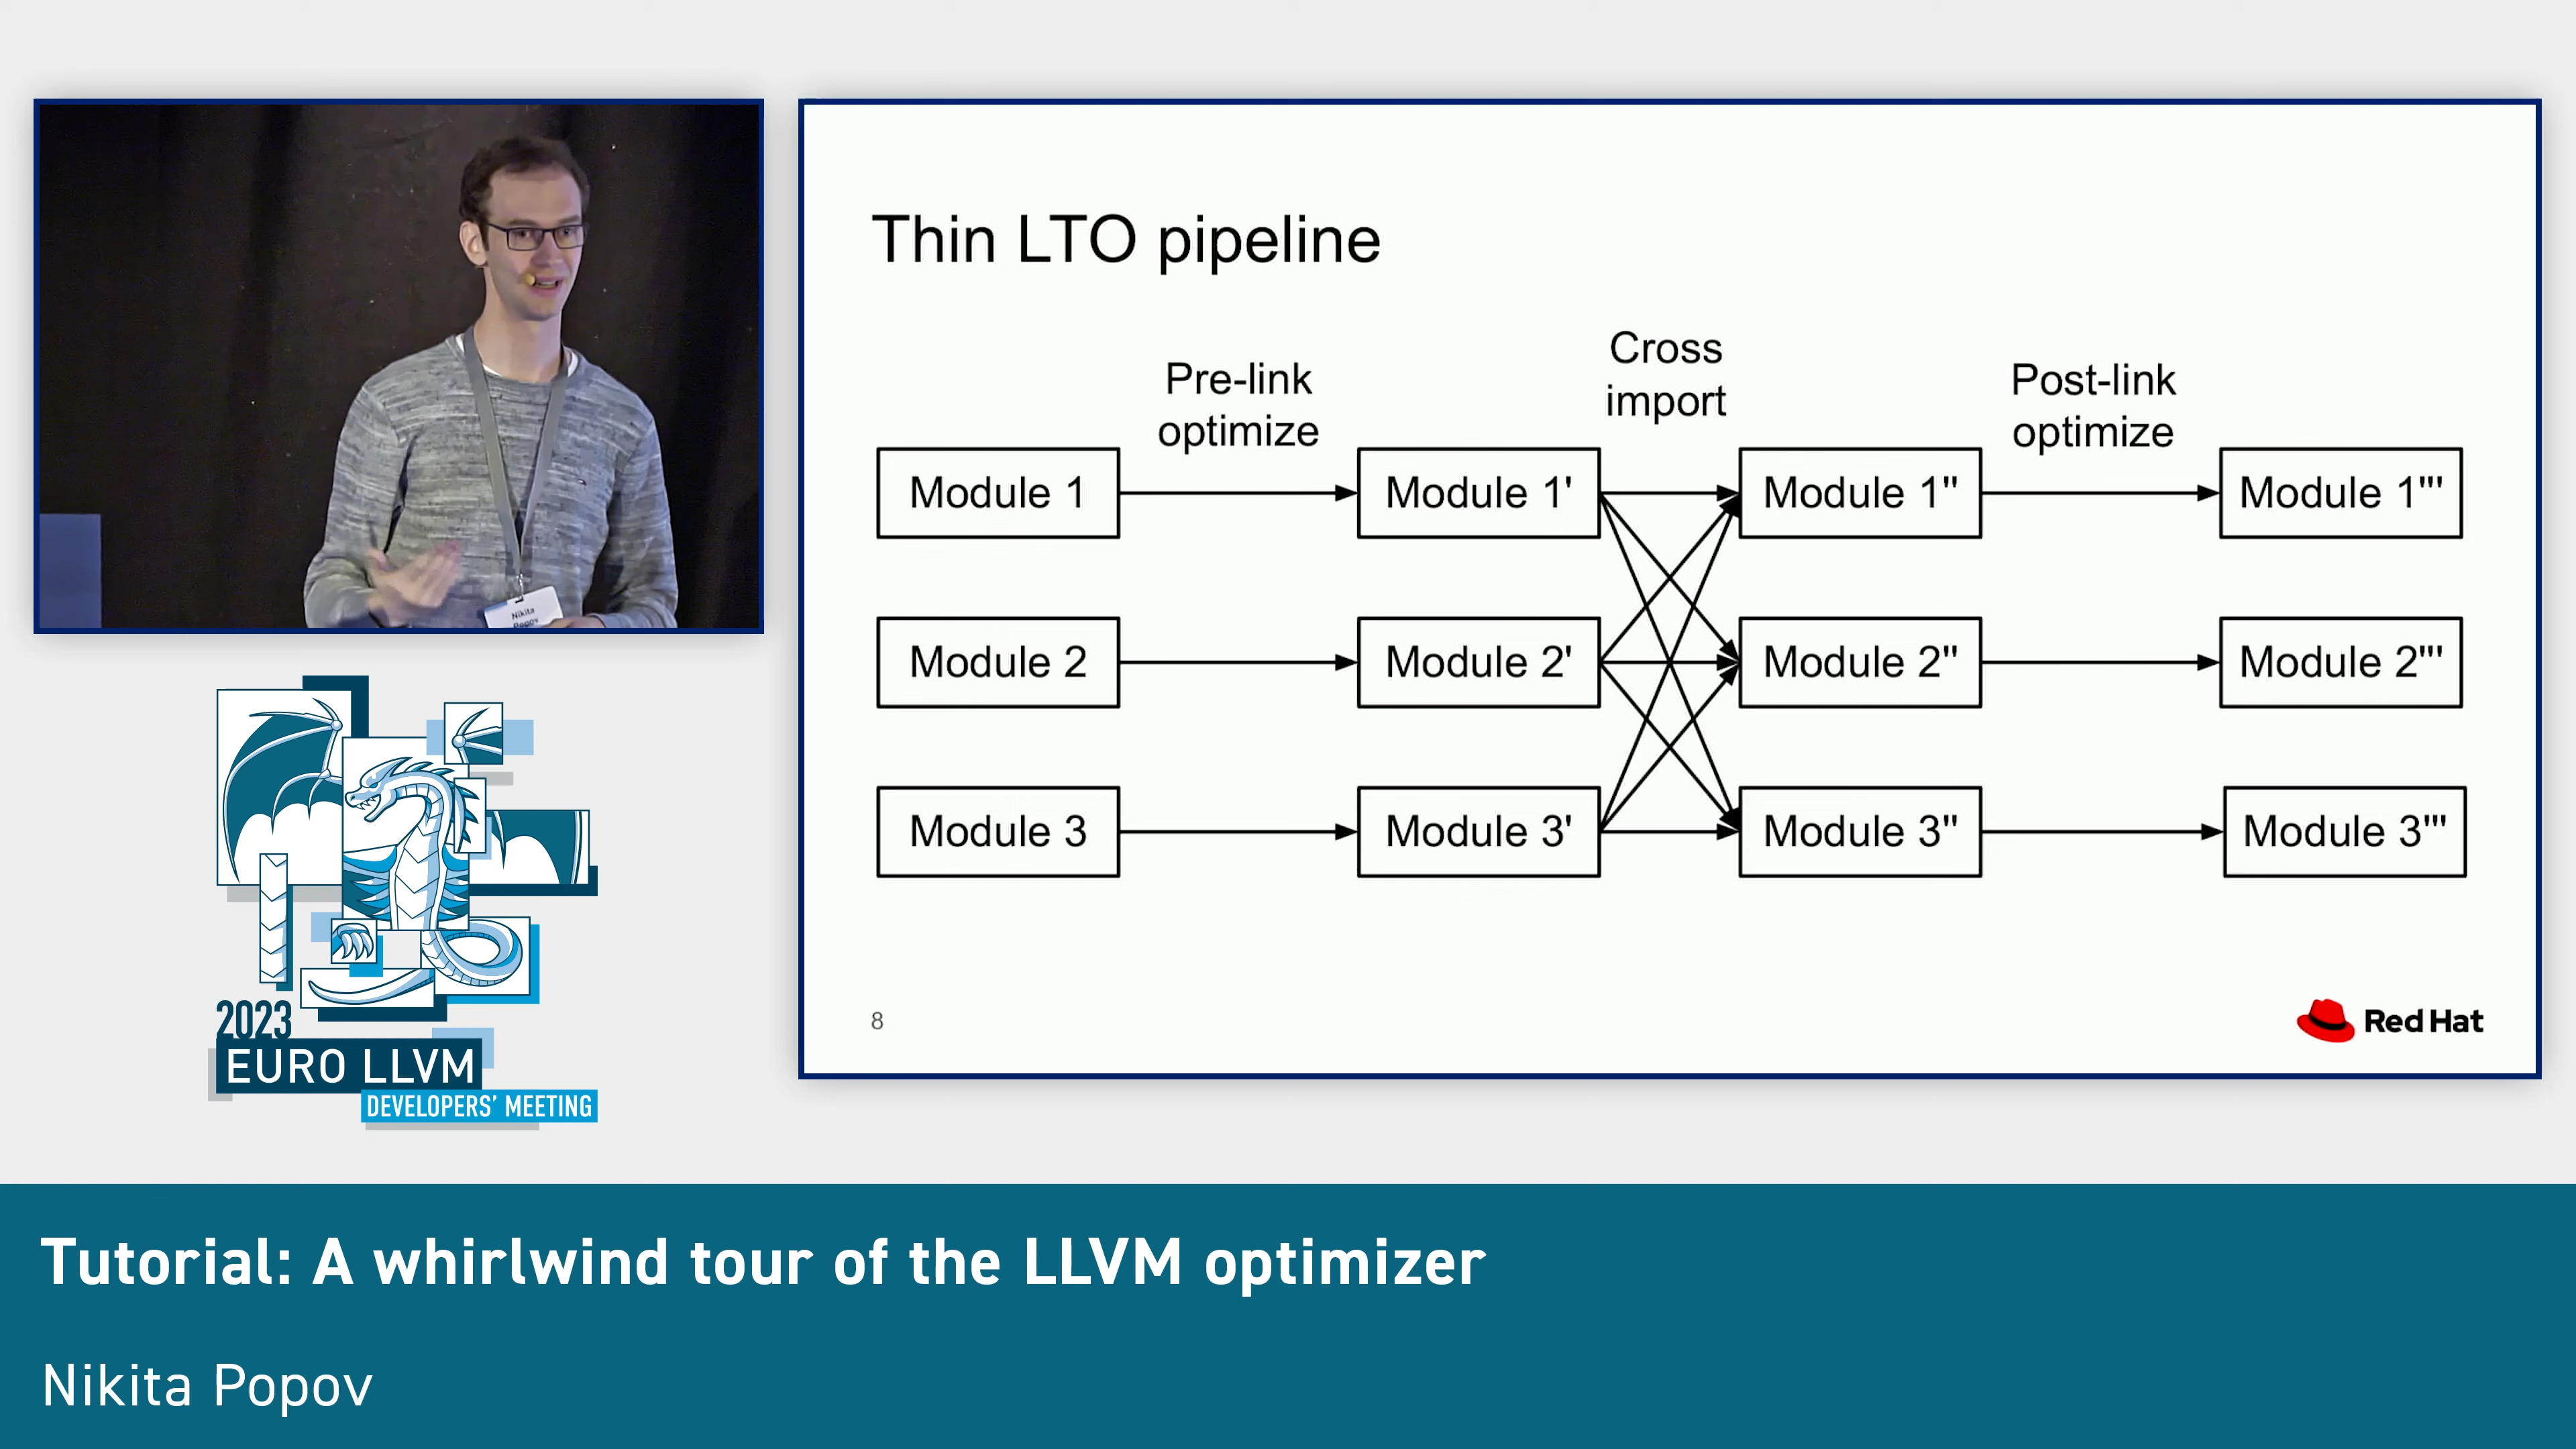 Nikita
Popov
Thin LTO pipeline
Pre-link
optimize
Cross
import
Post-link
optimize
Module 1
Module 1'
Module 1''
Module 1'''
Module 2
Module 2'
Module 2''
Module 2'''
Module 3
Module 3'
Module 3''
Module 3'''
8
Red Hat
2023
EURO LLVM
DEVELOPERS' MEETING
Tutorial: A whirlwind tour of the LLVM optimizer
Nikita Popov